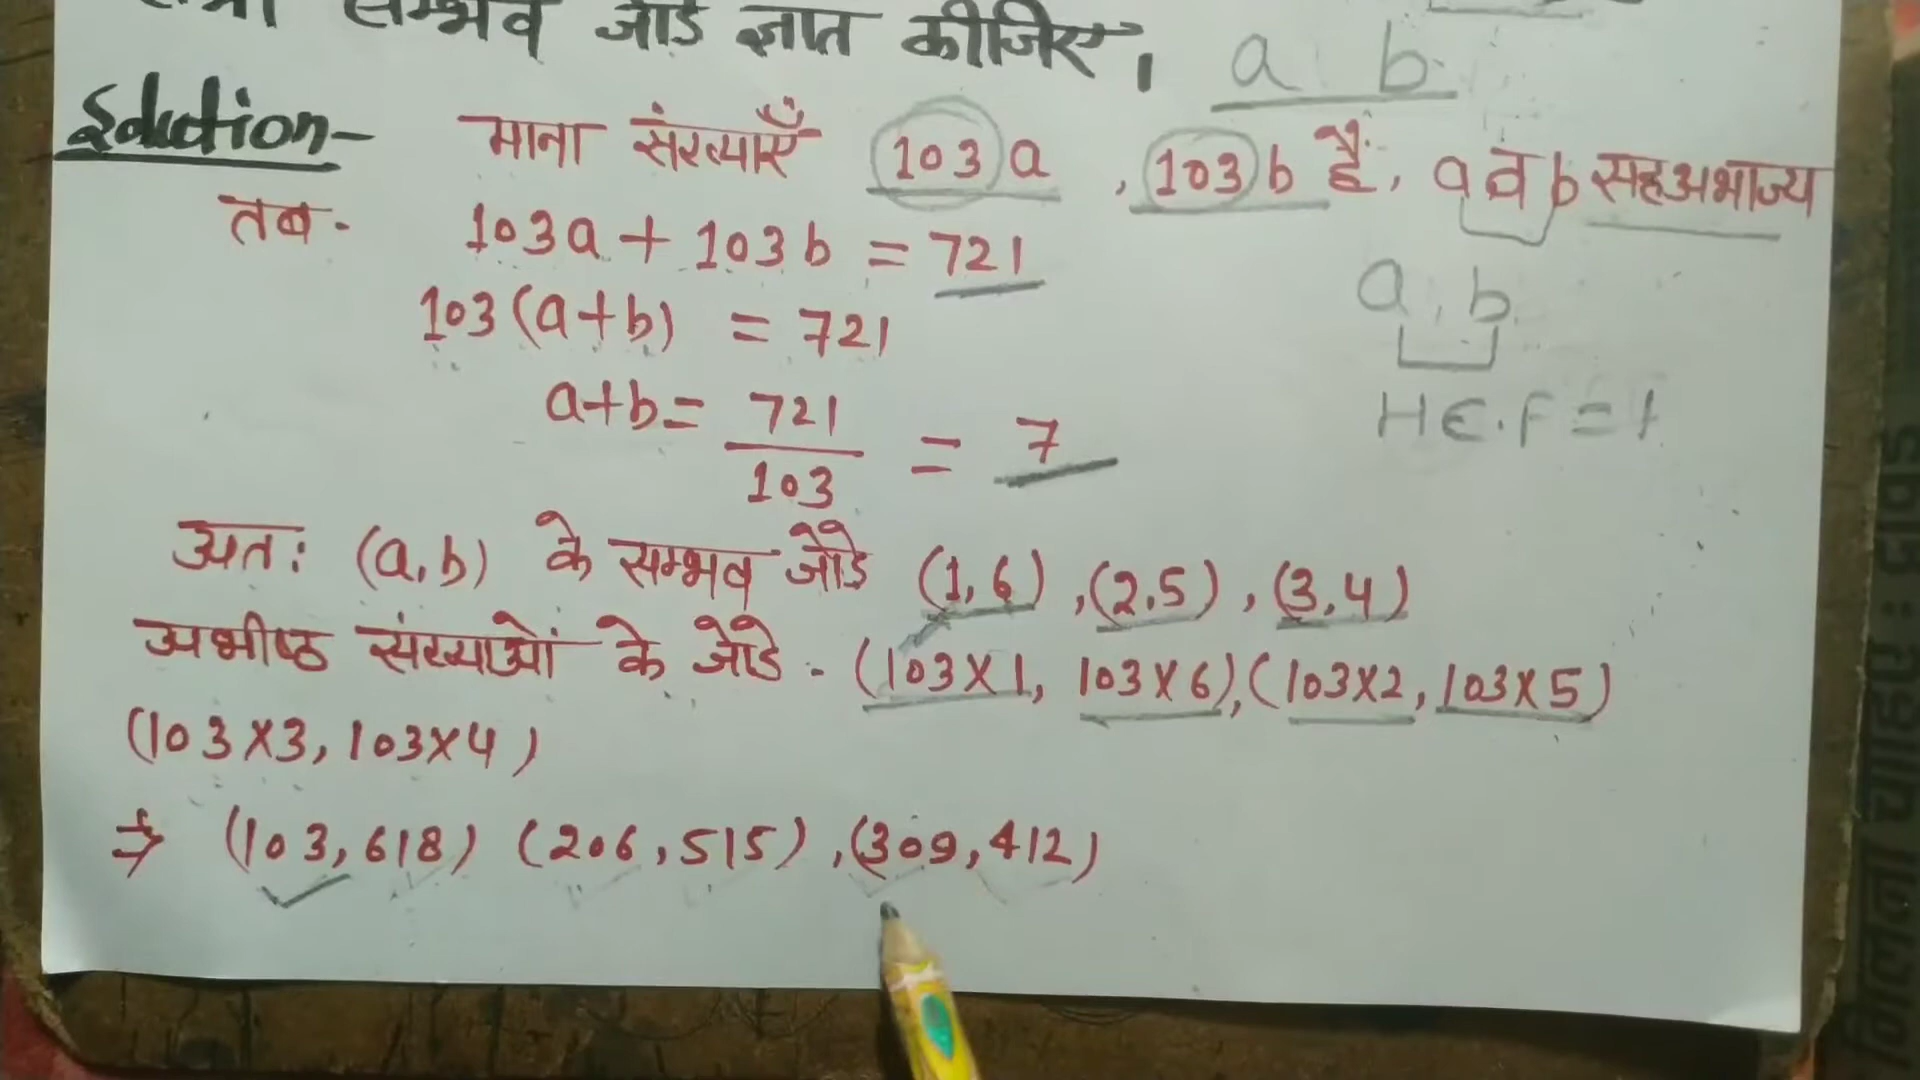 सम्भव जोडे ज्ञात कीजिए।
a b
Solution- माना संख्याएँ 103a , 103b है, a व b सहअभाज्य
तब- 103a + 103b = 721
a, b
103(a+b) = 721
H.C.F = 1
a+b = 721/103 = 7
अतः (a,b) के सम्भव जोडे (1,6), (2,5), (3,4)
अभीष्ठ संख्याओं के जोडे - (103×1, 103×6), (103×2, 103×5)
(103×3, 103×4)
⇒ (103, 618) (206, 515), (309, 412)